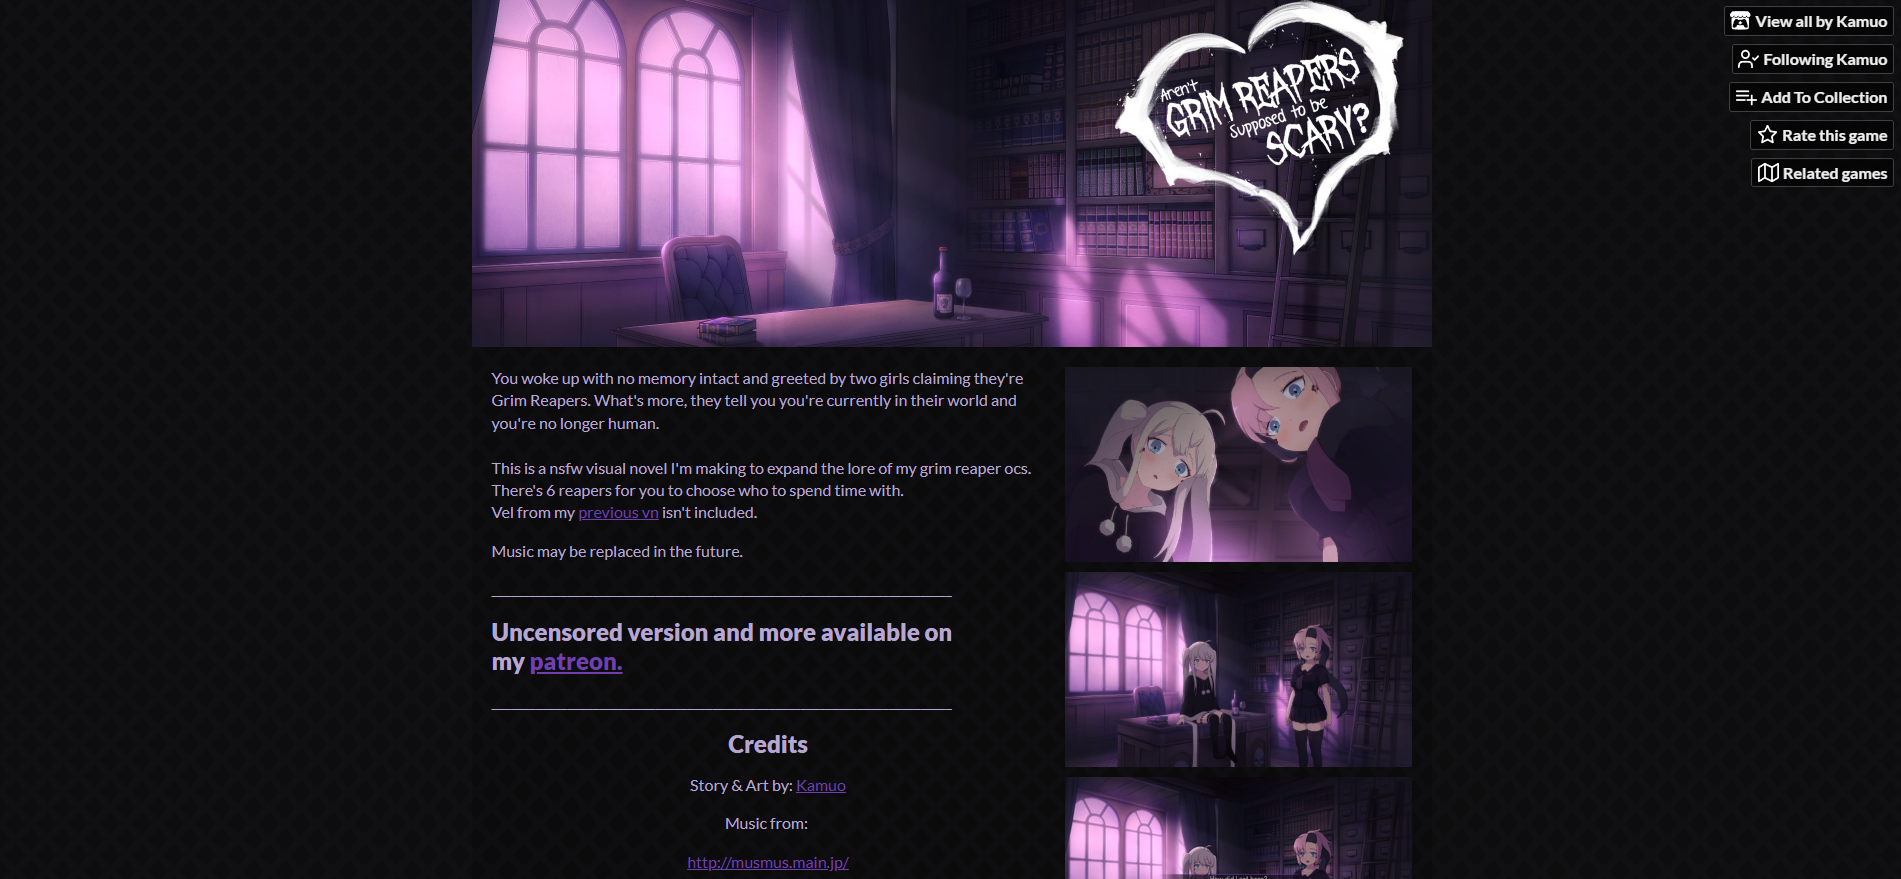 Aren't
GRIM REAPERS
Supposed to be
SCARY?
View all by Kamuo
Following Kamuo
Add To Collection
Rate this game
Related games
You woke up with no memory intact and greeted by two girls claiming they're
Grim Reapers. What's more, they tell you you're currently in their world and
you're no longer human.
This is a nsfw visual novel I'm making to expand the lore of my grim reaper ocs.
There's 6 reapers for you to choose who to spend time with.
Vel from my previous vn isn't included.
Music may be replaced in the future.
Uncensored version and more available on
my patreon.
Credits
Story & Art by: Kamuo
Music from:
http://musmus.main.jp/